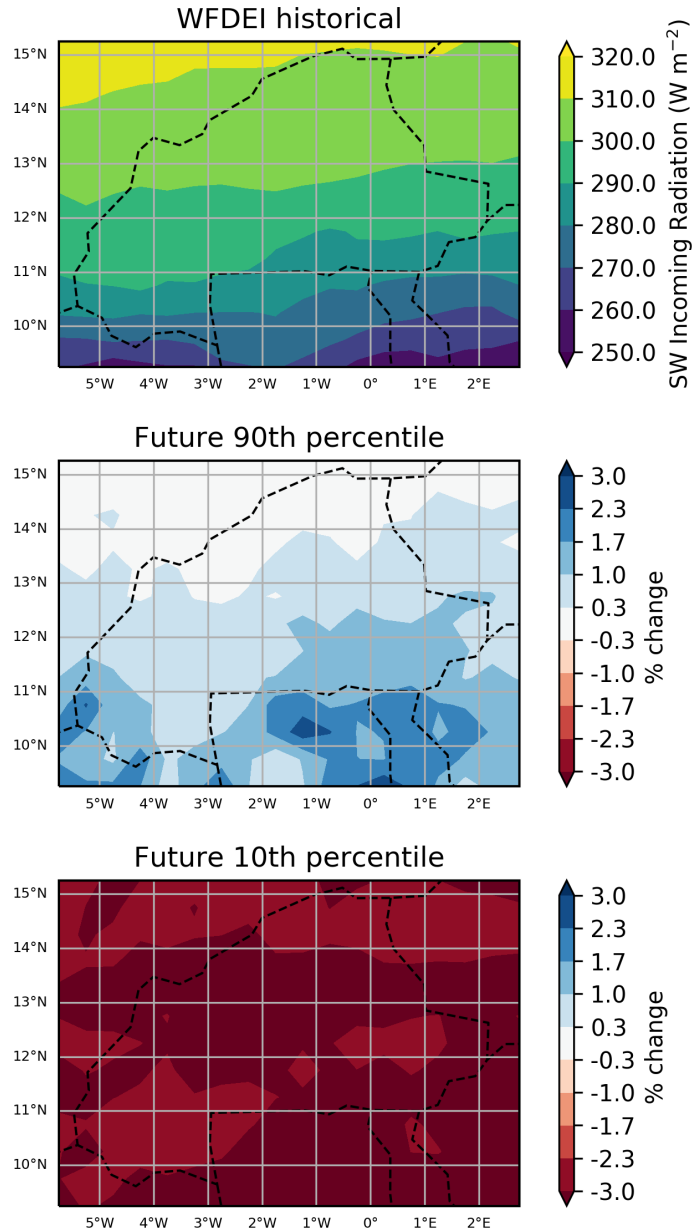 WFDEI historical
15°N
14°N
13°N
12°N
11°N
10°N
5°W 4°W 3°W 2°W 1°W 0° 1°E 2°E
320.0
310.0
300.0
290.0
280.0
270.0
260.0
250.0
SW Incoming Radiation (W m⁻²)
Future 90th percentile
15°N
14°N
13°N
12°N
11°N
10°N
5°W 4°W 3°W 2°W 1°W 0° 1°E 2°E
3.0
2.3
1.7
1.0
0.3
-0.3
-1.0
-1.7
-2.3
-3.0
% change
Future 10th percentile
15°N
14°N
13°N
12°N
11°N
10°N
5°W 4°W 3°W 2°W 1°W 0° 1°E 2°E
3.0
2.3
1.7
1.0
0.3
-0.3
-1.0
-1.7
-2.3
-3.0
% change